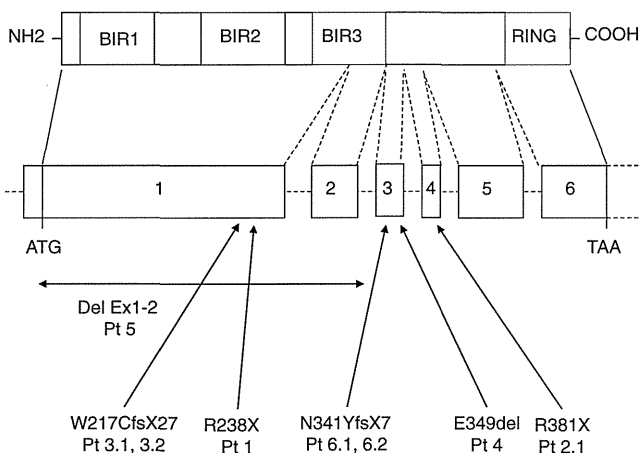 NH2 BIR1 BIR2 BIR3 RING COOH
1 2 3 4 5 6
ATG TAA
Del Ex1-2
Pt 5
W217CfsX27 R238X N341YfsX7 E349del R381X
Pt 3.1, 3.2 Pt 1 Pt 6.1, 6.2 Pt 4 Pt 2.1